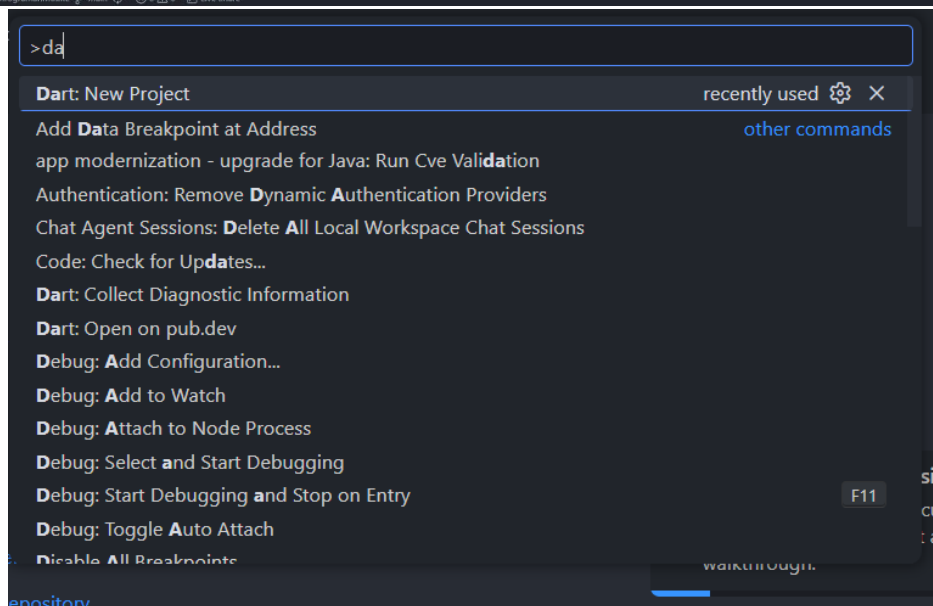 >da
Dart: New Project recently used
Add Data Breakpoint at Address other commands
app modernization - upgrade for Java: Run Cve Validation
Authentication: Remove Dynamic Authentication Providers
Chat Agent Sessions: Delete All Local Workspace Chat Sessions
Code: Check for Updates...
Dart: Collect Diagnostic Information
Dart: Open on pub.dev
Debug: Add Configuration...
Debug: Add to Watch
Debug: Attach to Node Process
Debug: Select and Start Debugging
Debug: Start Debugging and Stop on Entry F11
Debug: Toggle Auto Attach
Disable All Breakpoints
walkthrough.
epository